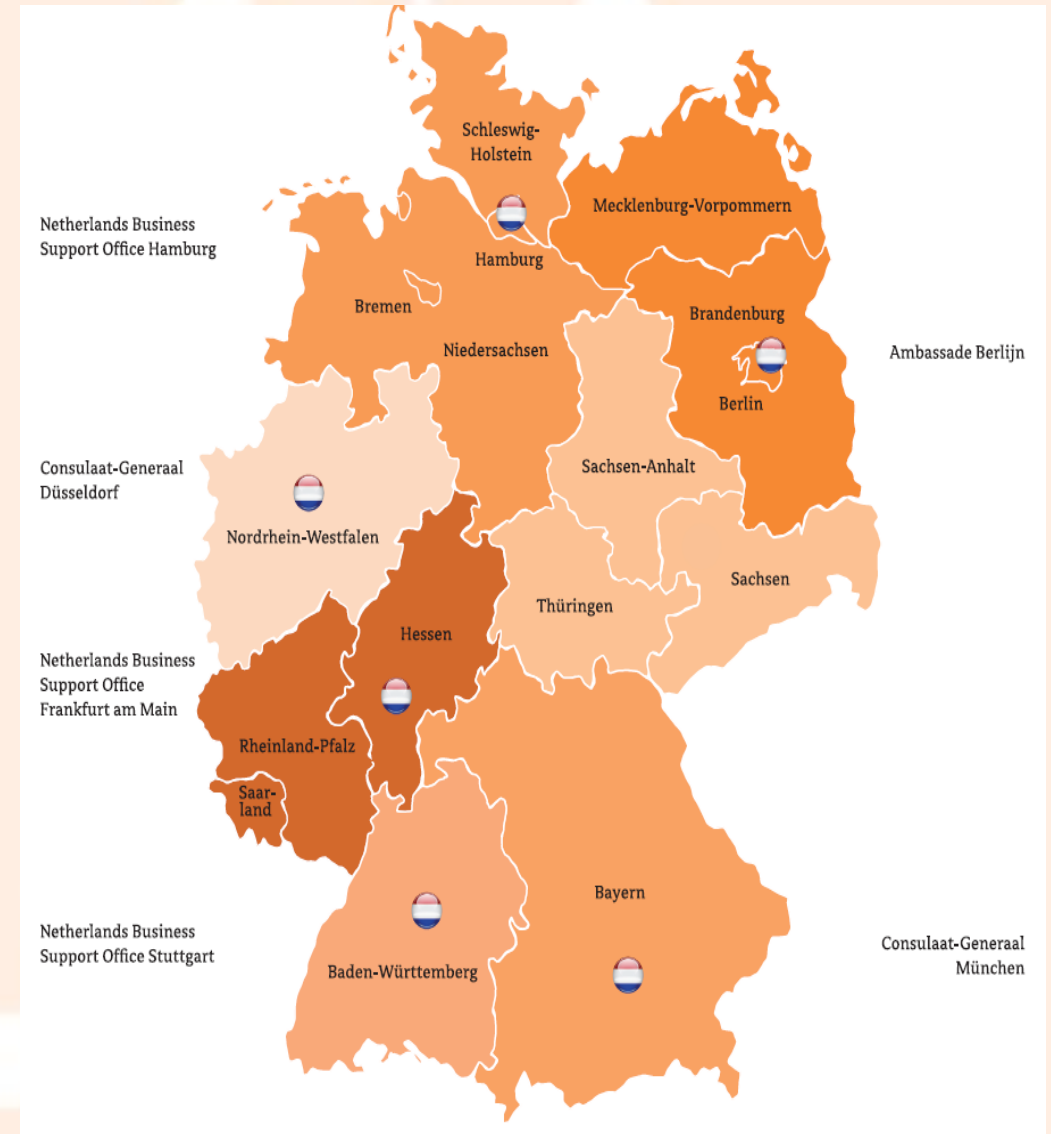 Schleswig-
Holstein
Mecklenburg-Vorpommern
Netherlands Business
Support Office Hamburg
Hamburg
Bremen
Brandenburg
Niedersachsen
Ambassade Berlijn
Berlin
Consulaat-Generaal
Düsseldorf
Sachsen-Anhalt
Nordrhein-Westfalen
Sachsen
Thüringen
Hessen
Netherlands Business
Support Office
Frankfurt am Main
Rheinland-Pfalz
Saar-
land
Bayern
Netherlands Business
Support Office Stuttgart
Baden-Württemberg
Consulaat-Generaal
München